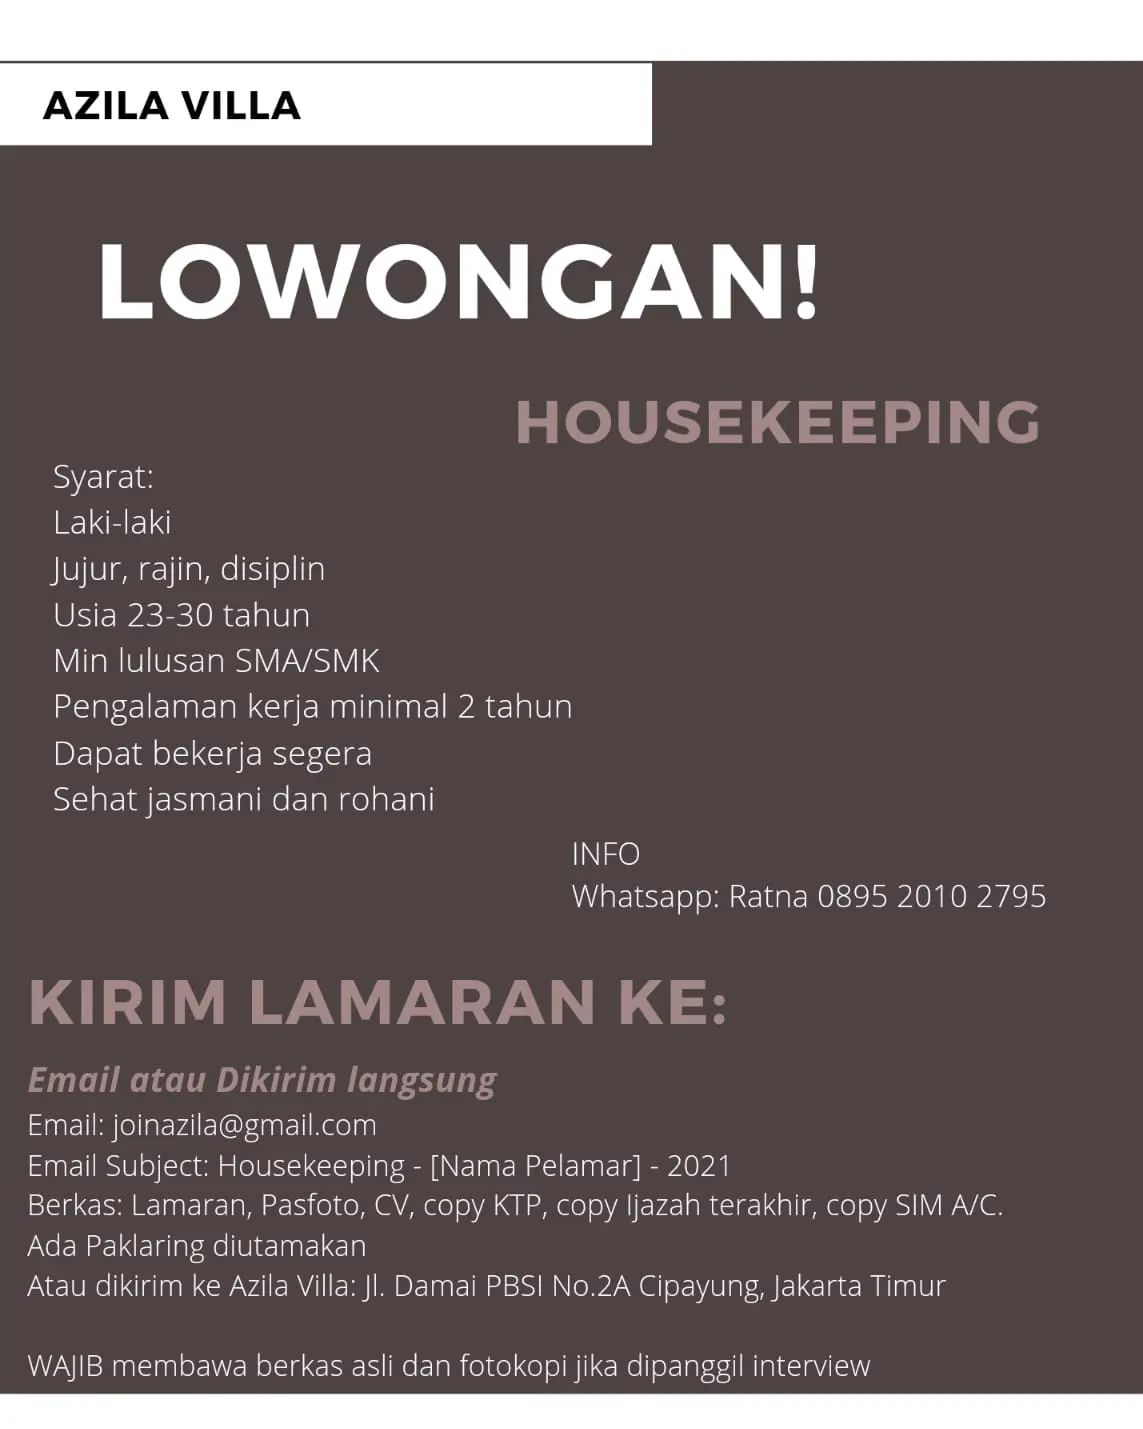 AZILA VILLA
LOWONGAN!
HOUSEKEEPING
Syarat:
Laki-laki
Jujur, rajin, disiplin
Usia 23-30 tahun
Min lulusan SMA/SMK
Pengalaman kerja minimal 2 tahun
Dapat bekerja segera
Sehat jasmani dan rohani
INFO
Whatsapp: Ratna 0895 2010 2795
KIRIM LAMARAN KE:
Email atau Dikirim langsung
Email: joinazila@gmail.com
Email Subject: Housekeeping - [Nama Pelamar] - 2021
Berkas: Lamaran, Pasfoto, CV, copy KTP, copy Ijazah terakhir, copy SIM A/C.
Ada Paklaring diutamakan
Atau dikirim ke Azila Villa: Jl. Damai PBSI No.2A Cipayung, Jakarta Timur
WAJIB membawa berkas asli dan fotokopi jika dipanggil interview